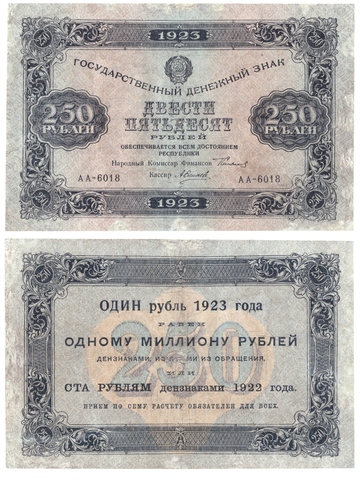 1923
ГОСУДАРСТВЕННЫЙ ДЕНЕЖНЫЙ ЗНАК
250 РУБЛЕЙ
ДВЕСТИ
ПЯТЬДЕСЯТ
РУБЛЕЙ
250 РУБЛЕЙ
ОБЕСПЕЧИВАЕТСЯ ВСЕМ ДОСТОЯНИЕМ
РЕСПУБЛИКИ
Народный Комиссар Финансов
АА-6018
Кассир
АА-6018
1923
ОДИН рубль 1923 года
РАВЕН
ОДНОМУ МИЛЛИОНУ РУБЛЕЙ
ДЕНЗНАКАМИ, ИЗ'ЯТЫМИ ИЗ ОБРАЩЕНИЯ,
ИЛИ
СТА РУБЛЯМ дензнаками 1922 года.
ПРИЕМ ПО СЕМУ РАСЧЕТУ ОБЯЗАТЕЛЕН ДЛЯ ВСЕХ.
250
А